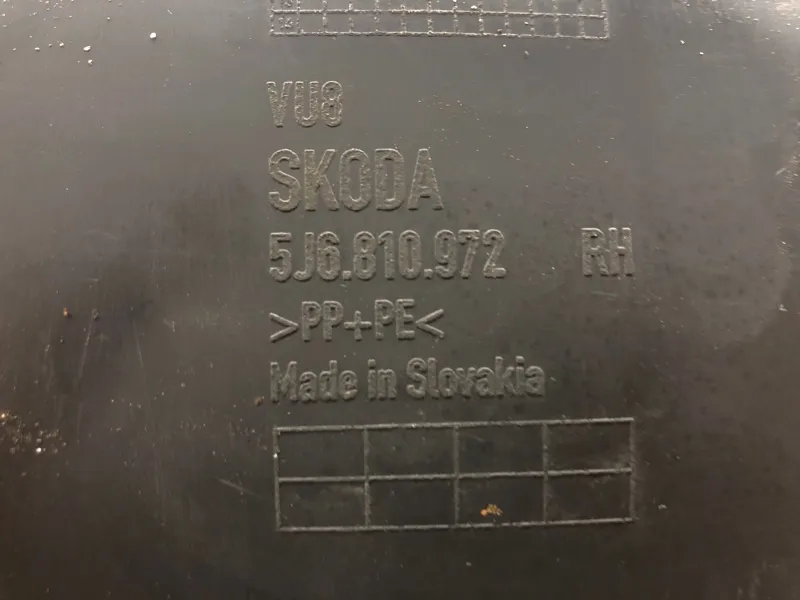 VU8
SKODA
5J6.810.972 RH
>PP+PE<
Made in Slovakia